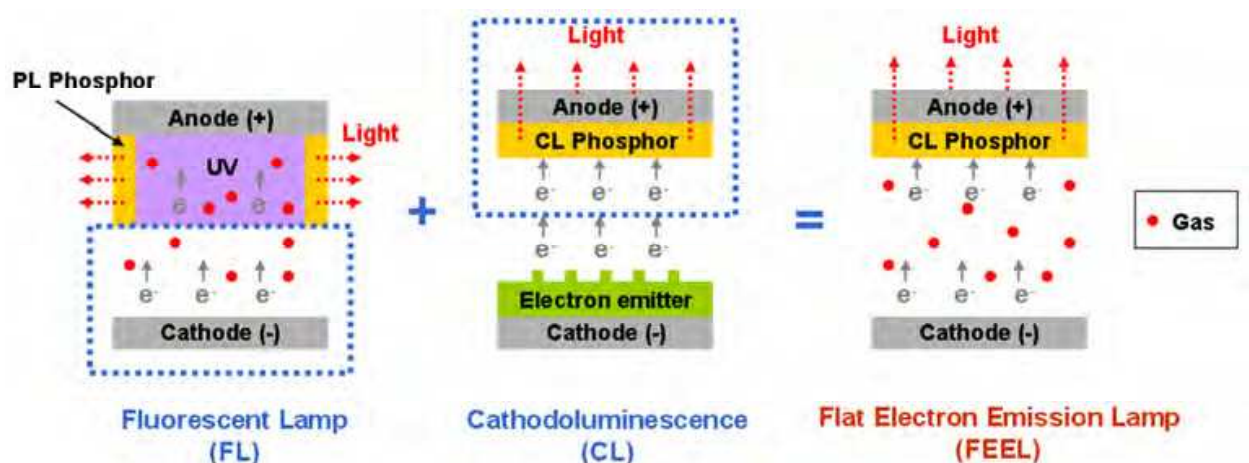 PL Phosphor
Anode (+)
Light
UV
e
e
e⁻
e⁻
e⁻
Cathode (-)
Fluorescent Lamp
(FL)
+
Light
Anode (+)
CL Phosphor
e⁻
e⁻
e⁻
e⁻
e⁻
e⁻
Electron emitter
Cathode (-)
Cathodoluminescence
(CL)
=
Light
Anode (+)
CL Phosphor
e⁻
e⁻
e⁻
e⁻
e⁻
e⁻
Cathode (-)
Flat Electron Emission Lamp
(FEEL)
Gas